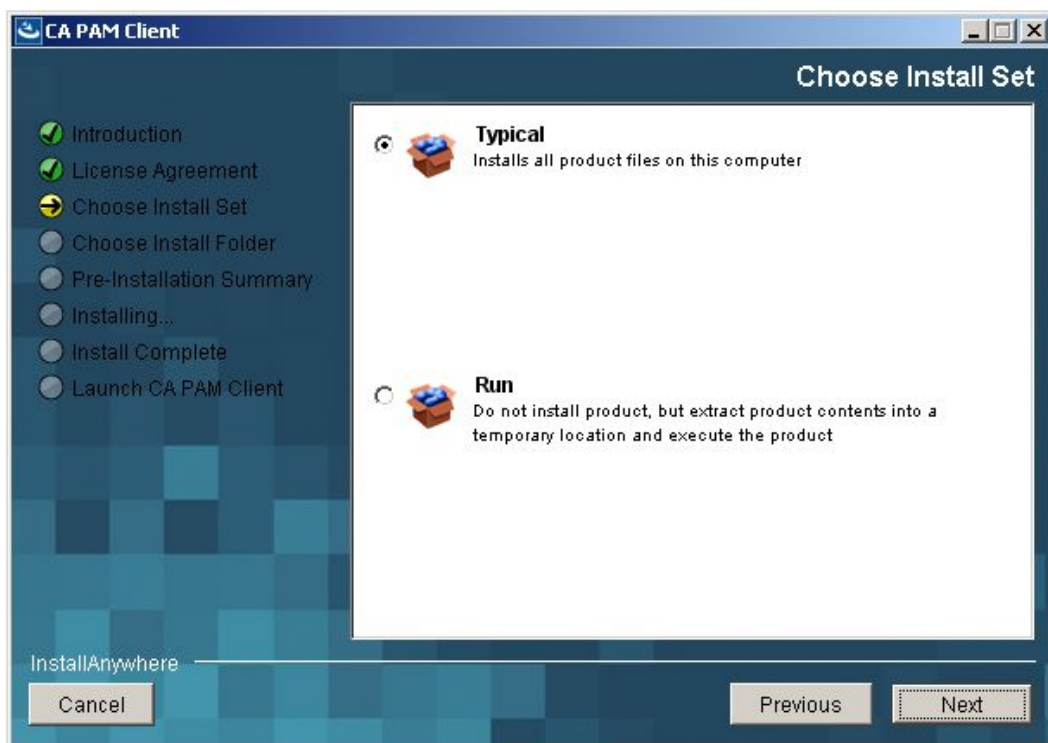 CA PAM Client
Choose Install Set
Introduction
License Agreement
Choose Install Set
Choose Install Folder
Pre-Installation Summary
Installing...
Install Complete
Launch CA PAM Client
Typical
Installs all product files on this computer
Run
Do not install product, but extract product contents into a
temporary location and execute the product
InstallAnywhere
Cancel
Previous
Next